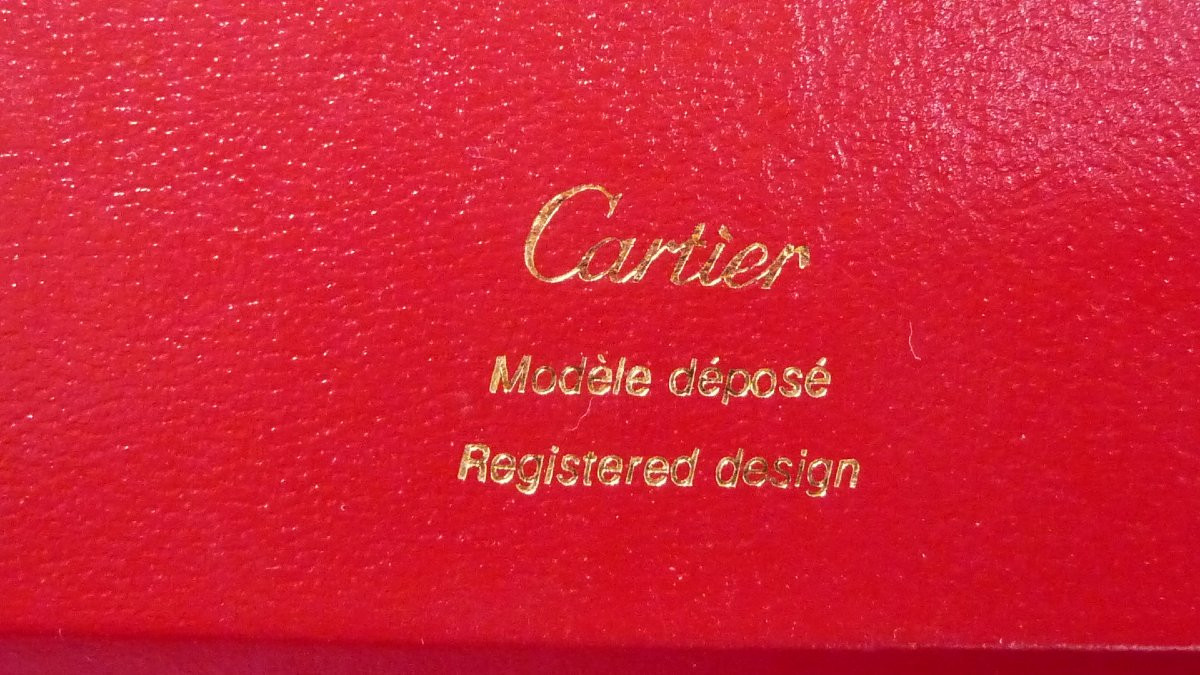 Cartier
Modèle déposé
Registered design